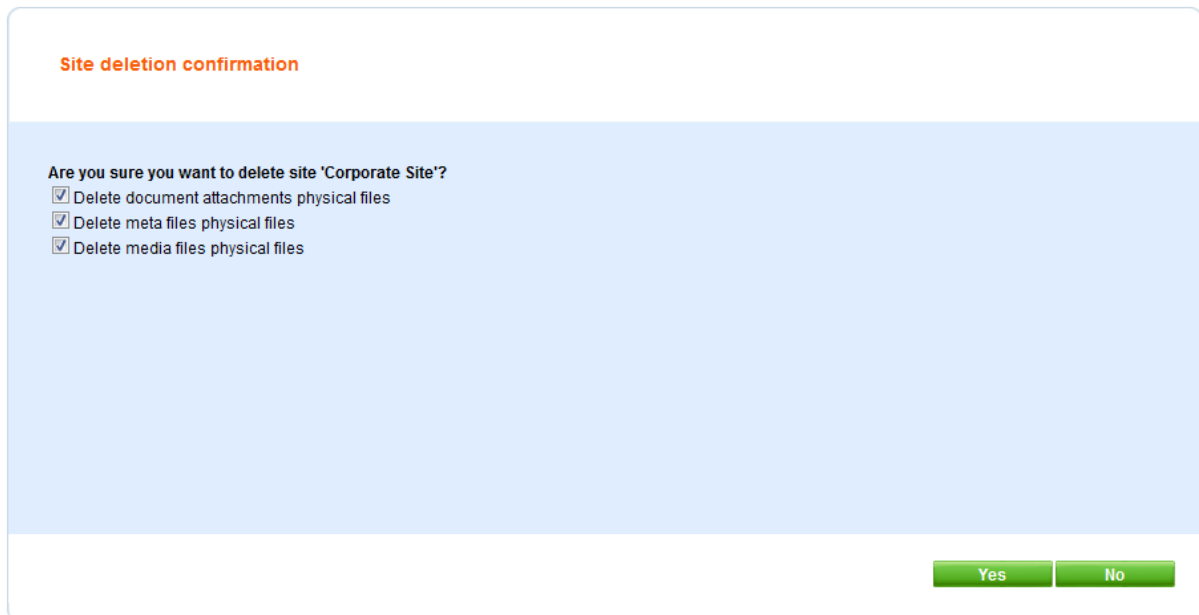 Site deletion confirmation
Are you sure you want to delete site 'Corporate Site'?
Delete document attachments physical files
Delete meta files physical files
Delete media files physical files
Yes No